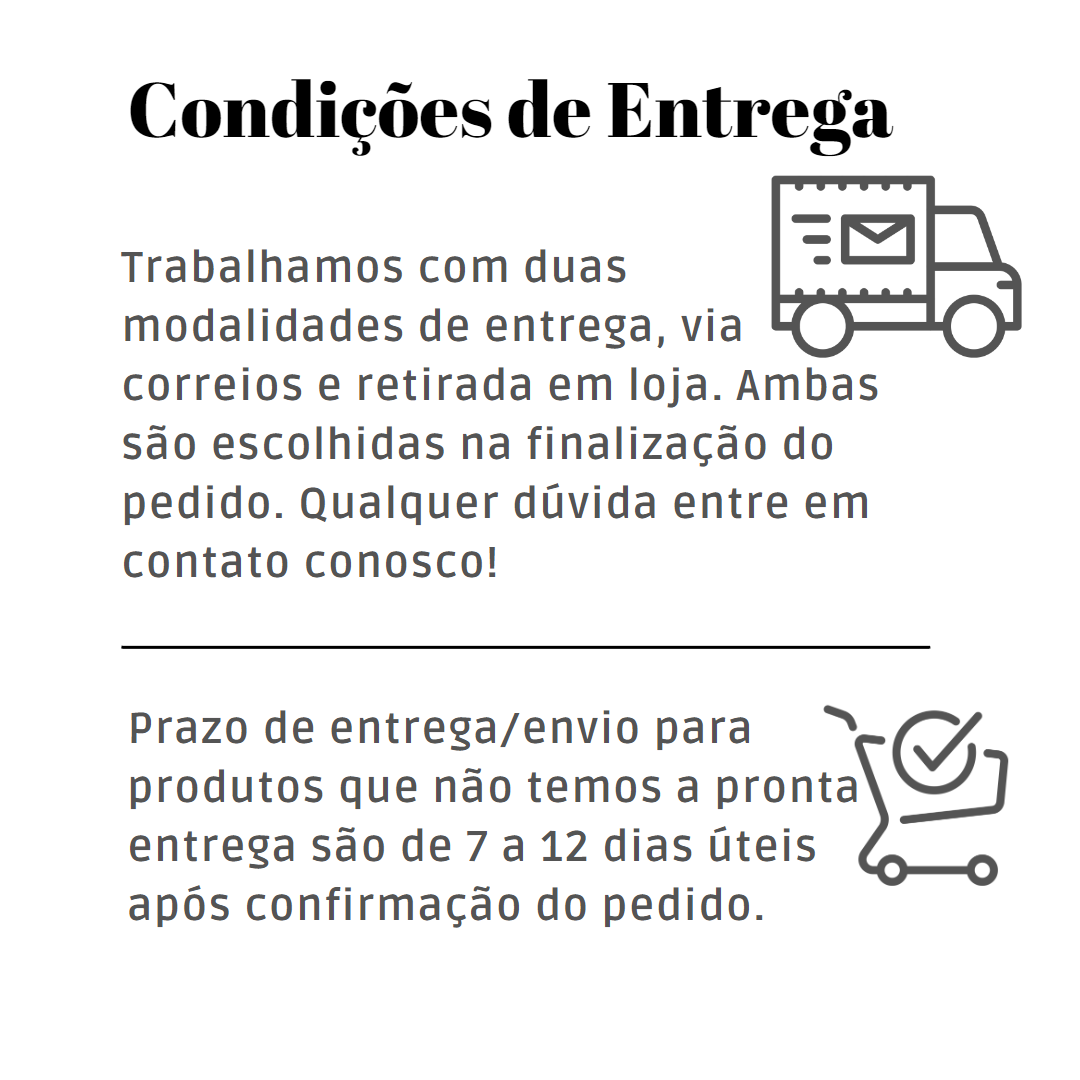 Condições de Entrega
Trabalhamos com duas
modalidades de entrega, via
correios e retirada em loja. Ambas
são escolhidas na finalização do
pedido. Qualquer dúvida entre em
contato conosco!
Prazo de entrega/envio para
produtos que não temos a pronta
entrega são de 7 a 12 dias úteis
após confirmação do pedido.